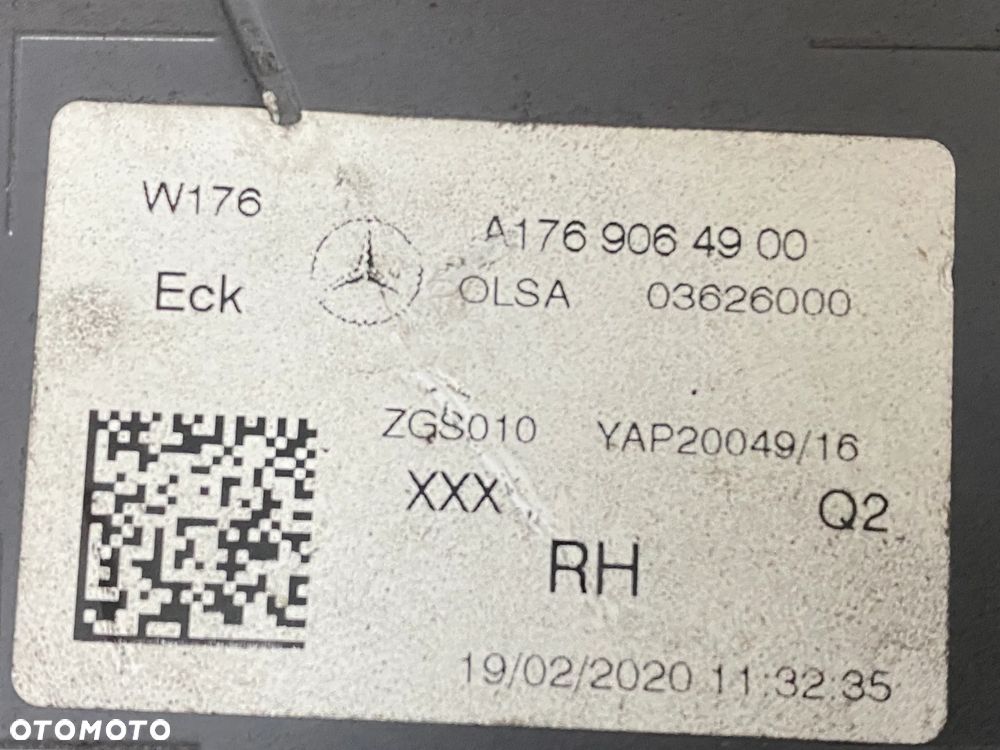 W176
A176 906 49 00
Eck
OLSA 03626000
ZGS010 YAP20049/16
XXX
Q2
RH
19/02/2020 11:32:35
OTOMOTO